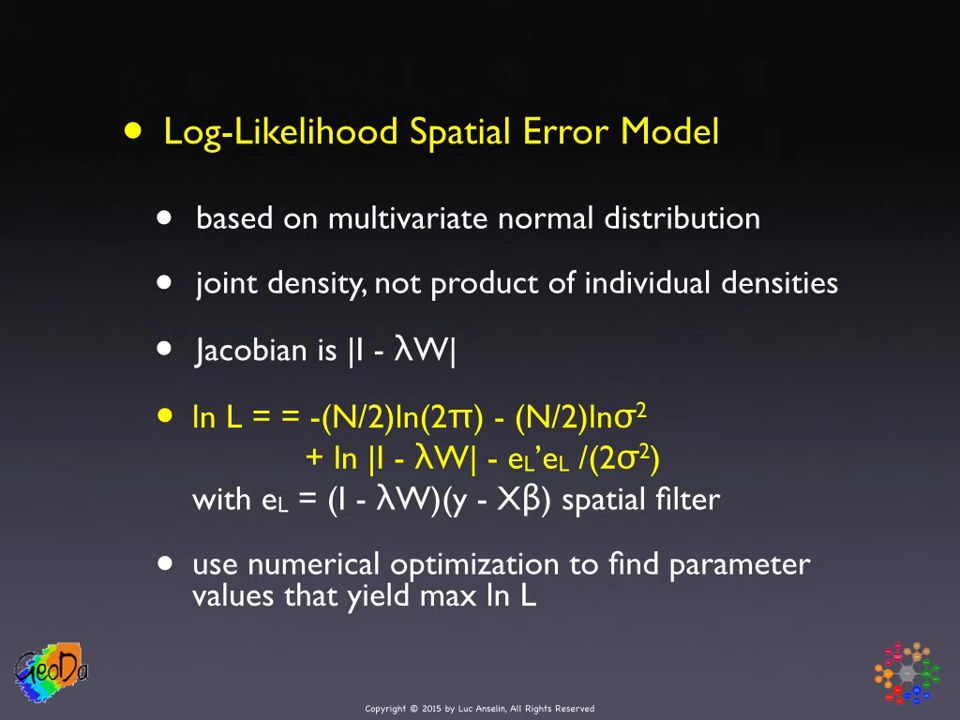 • Log-Likelihood Spatial Error Model
• based on multivariate normal distribution
• joint density, not product of individual densities
• Jacobian is |I - λW|
• ln L = = -(N/2)ln(2π) - (N/2)lnσ²
+ ln |I - λW| - eL’eL /(2σ²)
with eL = (I - λW)(y - Xβ) spatial filter
• use numerical optimization to find parameter
values that yield max ln L
GeoDa
Copyright © 2015 by Luc Anselin, All Rights Reserved